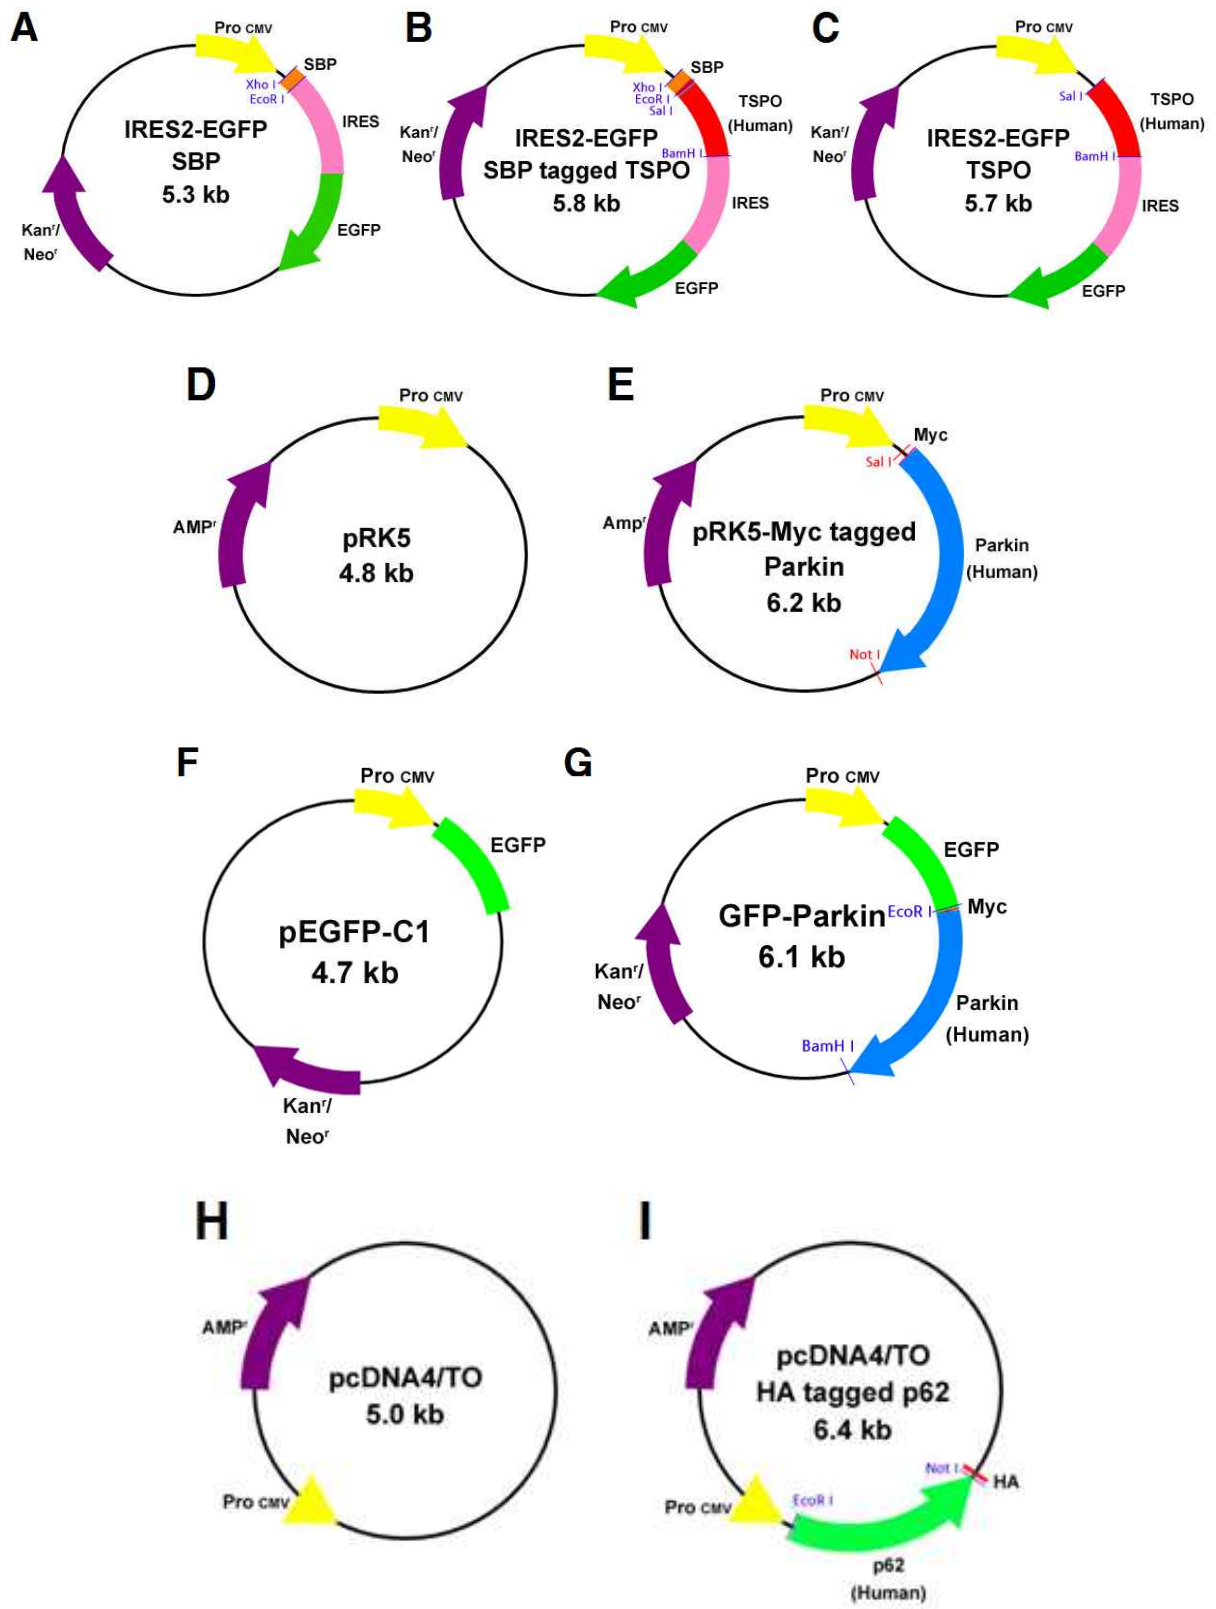 A
Pro CMV
SBP
Xho I
EcoR I
IRES
IRES2-EGFP
SBP
5.3 kb
Kanʳ/
Neoʳ
EGFP
B
Pro CMV
SBP
Xho I
EcoR I
Sal I
TSPO
(Human)
Kanʳ/
Neoʳ
IRES2-EGFP
BamH I
SBP tagged TSPO
5.8 kb
IRES
EGFP
C
Pro CMV
Sal I
TSPO
(Human)
Kanʳ/
Neoʳ
IRES2-EGFP
BamH I
TSPO
5.7 kb
IRES
EGFP
D
Pro CMV
AMPʳ
pRK5
4.8 kb
E
Pro CMV
Myc
Sal I
Ampʳ
pRK5-Myc tagged
Parkin
6.2 kb
Parkin
(Human)
Not I
F
Pro CMV
EGFP
pEGFP-C1
4.7 kb
Kanʳ/
Neoʳ
G
Pro CMV
EGFP
EcoR I
Myc
GFP-Parkin
6.1 kb
Kanʳ/
Neoʳ
Parkin
(Human)
BamH I
H
AMPʳ
pcDNA4/TO
5.0 kb
Pro CMV
I
AMPʳ
pcDNA4/TO
HA tagged p62
6.4 kb
Not I
HA
Pro CMV
EcoR I
p62
(Human)